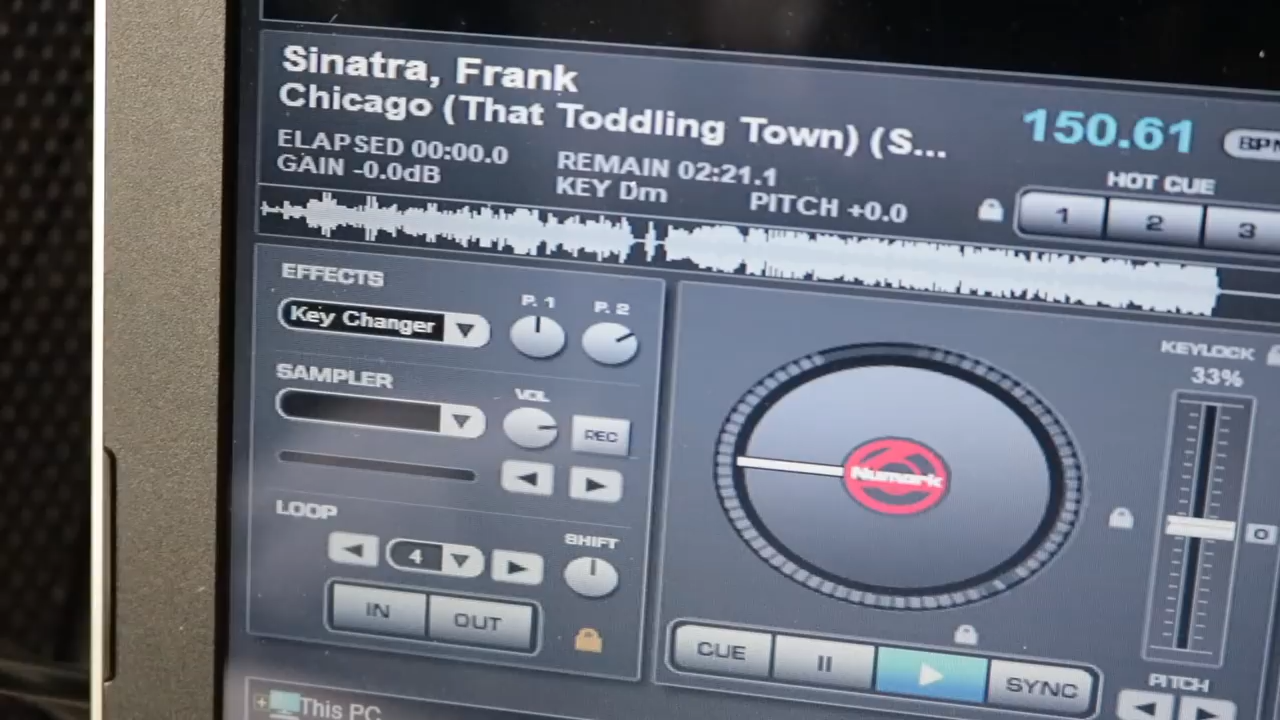 Sinatra, Frank
Chicago (That Toddling Town) (S...
150.61
BPM
ELAPSED 00:00.0
REMAIN 02:21.1
GAIN -0.0dB
KEY Dm
PITCH +0.0
HOT CUE
1
2
3
EFFECTS
P. 1
P. 2
Key Changer
SAMPLER
VOL
REC
LOOP
4
SHIFT
IN
OUT
KEYLOCK
33%
Numark
0
CUE
SYNC
PITCH
This PC